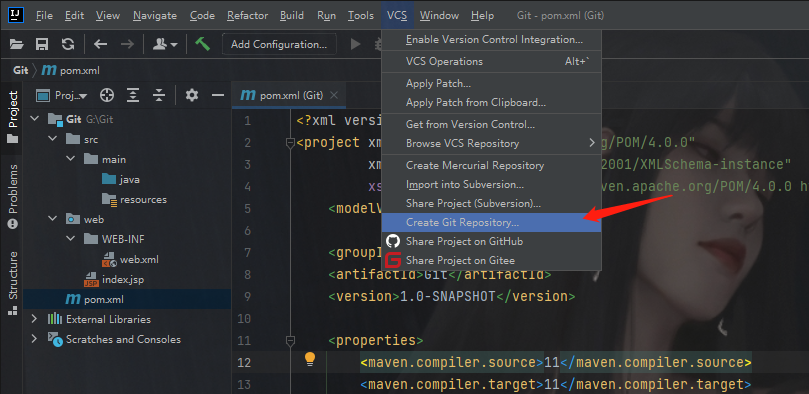 File Edit View Navigate Code Refactor Build Run Tools VCS Window Help Git - pom.xml (Git)
Add Configuration...
Git pom.xml
Project
Problems
Structure
Proj...
Git G:\Git
src
main
java
resources
web
WEB-INF
web.xml
index.jsp
pom.xml
External Libraries
Scratches and Consoles
Enable Version Control Integration...
VCS Operations Alt+`
Apply Patch...
Apply Patch from Clipboard...
Get from Version Control...
Browse VCS Repository
Create Mercurial Repository
Import into Subversion...
Share Project (Subversion)...
Create Git Repository...
Share Project on GitHub
Share Project on Gitee
pom.xml (Git)
1 <?xml vers
2 <project xm g/POM/4.0.0"
3 xm 2001/XMLSchema-instance"
4 xs ven.apache.org/POM/4.0.0 h
5 <modelV
6
7 <groupI
8 <artifactId>Git</artifactId>
9 <version>1.0-SNAPSHOT</version>
10
11 <properties>
12 <maven.compiler.source>11</maven.compiler.source>
13 <maven.compiler.target>11</maven.compiler.target>